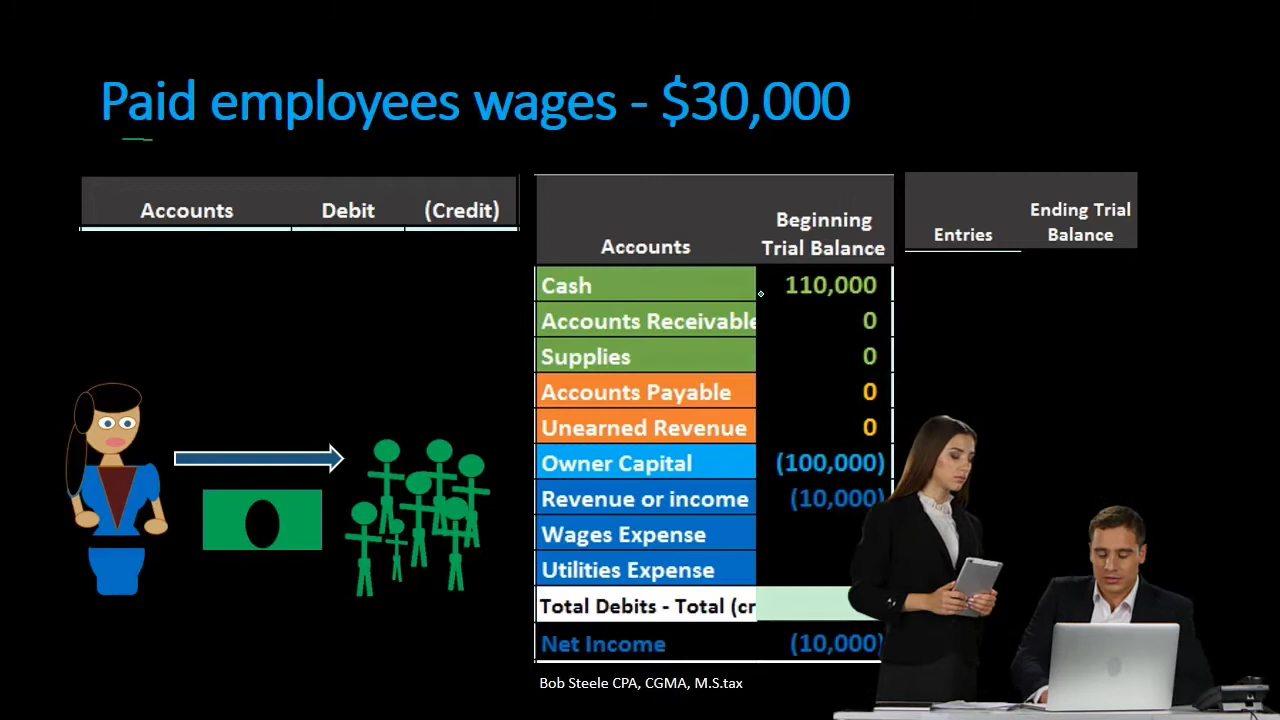 Paid employees wages - $30,000
Accounts Debit (Credit)
Accounts Beginning Trial Balance
Entries Ending Trial Balance
Cash 110,000
Accounts Receivable 0
Supplies 0
Accounts Payable 0
Unearned Revenue 0
Owner Capital (100,000)
Revenue or income (10,000)
Wages Expense
Utilities Expense
Total Debits - Total (cr
Net Income (10,000)
Bob Steele CPA, CGMA, M.S.tax